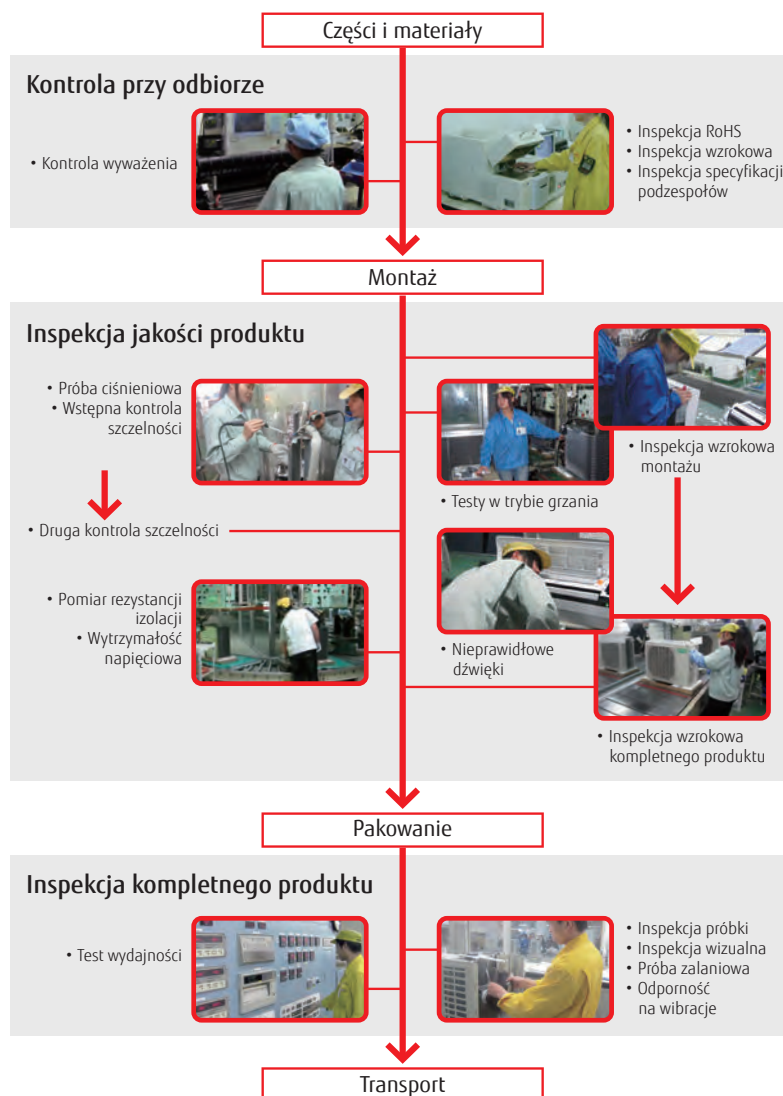 Części i materiały
Kontrola przy odbiorze
• Kontrola wyważenia
• Inspekcja RoHS
• Inspekcja wzrokowa
• Inspekcja specyfikacji
podzespołów
Montaż
Inspekcja jakości produktu
• Próba ciśnieniowa
• Wstępna kontrola
szczelności
• Inspekcja wzrokowa
montażu
• Testy w trybie grzania
• Druga kontrola szczelności
• Pomiar rezystancji
izolacji
• Wytrzymałość
napięciowa
• Nieprawidłowe
dźwięki
• Inspekcja wzrokowa
kompletnego produktu
Pakowanie
Inspekcja kompletnego produktu
• Test wydajności
• Inspekcja próbki
• Inspekcja wizualna
• Próba zalaniowa
• Odporność
na wibracje
Transport